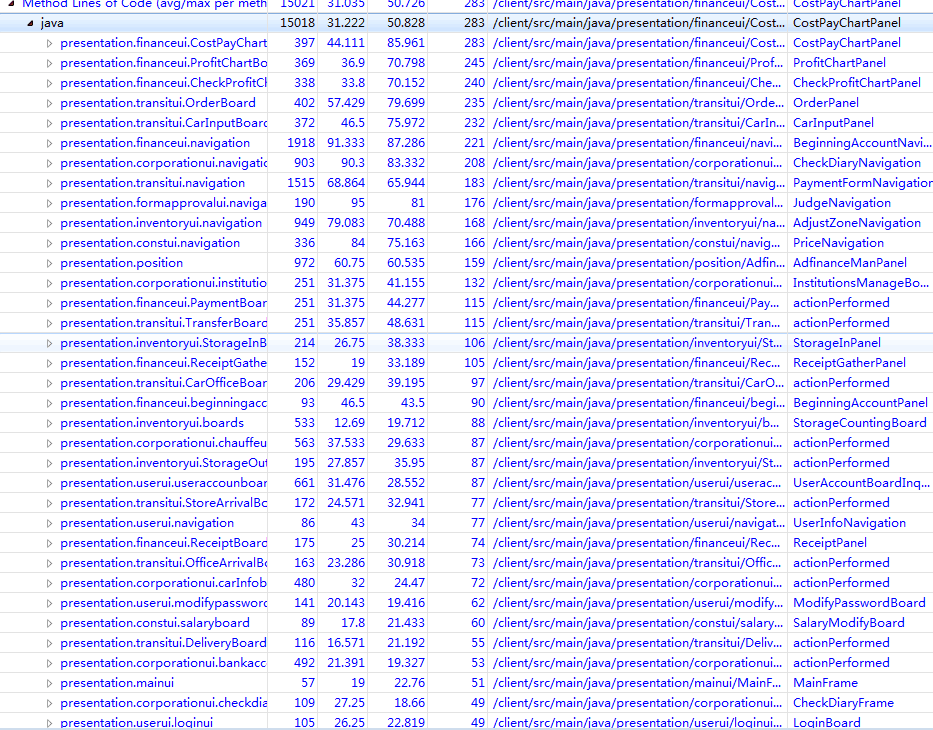 Method Lines of Code (avg/max per meth 15021 31.035 50.726 283 /client/src/main/java/presentation/financeui/Cost... CostPayChartPanel
java 15018 31.222 50.828 283 /client/src/main/java/presentation/financeui/Cost... CostPayChartPanel
presentation.financeui.CostPayChart 397 44.111 85.961 283 /client/src/main/java/presentation/financeui/Cost... CostPayChartPanel
presentation.financeui.ProfitChartBo 369 36.9 70.798 245 /client/src/main/java/presentation/financeui/Prof... ProfitChartPanel
presentation.financeui.CheckProfitCh 338 33.8 70.152 240 /client/src/main/java/presentation/financeui/Che... CheckProfitChartPanel
presentation.transitui.OrderBoard 402 57.429 79.699 235 /client/src/main/java/presentation/transitui/Orde... OrderPanel
presentation.transitui.CarInputBoard 372 46.5 75.972 232 /client/src/main/java/presentation/transitui/CarIn... CarInputPanel
presentation.financeui.navigation 1918 91.333 87.286 221 /client/src/main/java/presentation/financeui/navi... BeginningAccountNavi...
presentation.corporationui.navigatic 903 90.3 83.332 208 /client/src/main/java/presentation/corporationui... CheckDiaryNavigation
presentation.transitui.navigation 1515 68.864 65.944 183 /client/src/main/java/presentation/transitui/navig... PaymentFormNavigation
presentation.formapprovalui.naviga 190 95 81 176 /client/src/main/java/presentation/formapproval... JudgeNavigation
presentation.inventoryui.navigation 949 79.083 70.488 168 /client/src/main/java/presentation/inventoryui/na... AdjustZoneNavigation
presentation.constui.navigation 336 84 75.163 166 /client/src/main/java/presentation/constui/navig... PriceNavigation
presentation.position 972 60.75 60.535 159 /client/src/main/java/presentation/position/Adfin... AdfinanceManPanel
presentation.corporationui.institutio 251 31.375 41.155 132 /client/src/main/java/presentation/corporationui... InstitutionsManageBo...
presentation.financeui.PaymentBoar 251 31.375 44.277 115 /client/src/main/java/presentation/financeui/Pay... actionPerformed
presentation.transitui.TransferBoard 251 35.857 48.631 115 /client/src/main/java/presentation/transitui/Tran... actionPerformed
presentation.inventoryui.StorageInB 214 26.75 38.333 106 /client/src/main/java/presentation/inventoryui/St... StorageInPanel
presentation.financeui.ReceiptGathe 152 19 33.189 105 /client/src/main/java/presentation/financeui/Rec... ReceiptGatherPanel
presentation.transitui.CarOfficeBoar 206 29.429 39.195 97 /client/src/main/java/presentation/transitui/CarO... actionPerformed
presentation.financeui.beginningacc 93 46.5 43.5 90 /client/src/main/java/presentation/financeui/begi... BeginningAccountPanel
presentation.inventoryui.boards 533 12.69 19.712 88 /client/src/main/java/presentation/inventoryui/b... StorageCountingBoard
presentation.corporationui.chauffeu 563 37.533 29.633 87 /client/src/main/java/presentation/corporationui... actionPerformed
presentation.inventoryui.StorageOut 195 27.857 35.95 87 /client/src/main/java/presentation/inventoryui/St... actionPerformed
presentation.userui.useraccounboar 661 31.476 28.552 87 /client/src/main/java/presentation/userui/userac... UserAccountBoardInq...
presentation.transitui.StoreArrivalBo 172 24.571 32.941 77 /client/src/main/java/presentation/transitui/Store... actionPerformed
presentation.userui.navigation 86 43 34 77 /client/src/main/java/presentation/userui/navigat... UserInfoNavigation
presentation.financeui.ReceiptBoard 175 25 30.214 74 /client/src/main/java/presentation/financeui/Rec... ReceiptPanel
presentation.transitui.OfficeArrivalBo 163 23.286 30.918 73 /client/src/main/java/presentation/transitui/Offic... actionPerformed
presentation.corporationui.carInfob 480 32 24.47 72 /client/src/main/java/presentation/corporationui... actionPerformed
presentation.userui.modifypassword 141 20.143 19.416 62 /client/src/main/java/presentation/userui/modify... ModifyPasswordBoard
presentation.constui.salaryboard 89 17.8 21.433 60 /client/src/main/java/presentation/constui/salary... SalaryModifyBoard
presentation.transitui.DeliveryBoard 116 16.571 21.192 55 /client/src/main/java/presentation/transitui/Deliv... actionPerformed
presentation.corporationui.bankacc 492 21.391 19.327 53 /client/src/main/java/presentation/corporationui... actionPerformed
presentation.mainui 57 19 22.76 51 /client/src/main/java/presentation/mainui/MainF... MainFrame
presentation.corporationui.checkdia 109 27.25 18.66 49 /client/src/main/java/presentation/corporationui... CheckDiaryFrame
presentation.userui.loginui 105 26.25 22.819 49 /client/src/main/java/presentation/userui/loginui... LoginBoard